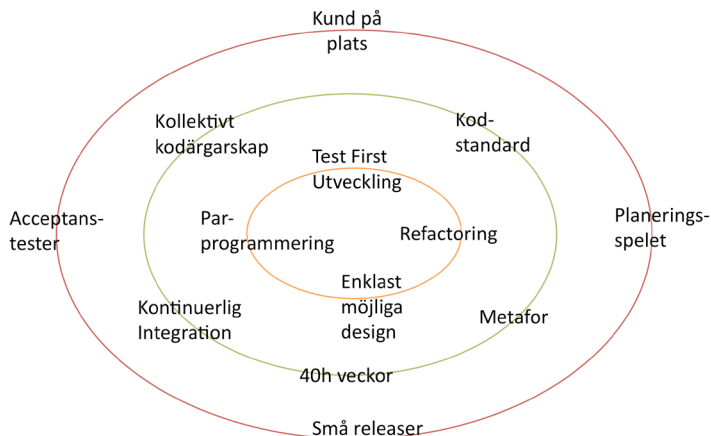 Kund på
plats
Kollektivt
kodärgarskap
Kod-
standard
Test First
Utveckling
Acceptans-
tester
Par-
programmering
Refactoring
Planerings-
spelet
Enklast
möjliga
design
Kontinuerlig
Integration
Metafor
40h veckor
Små releaser